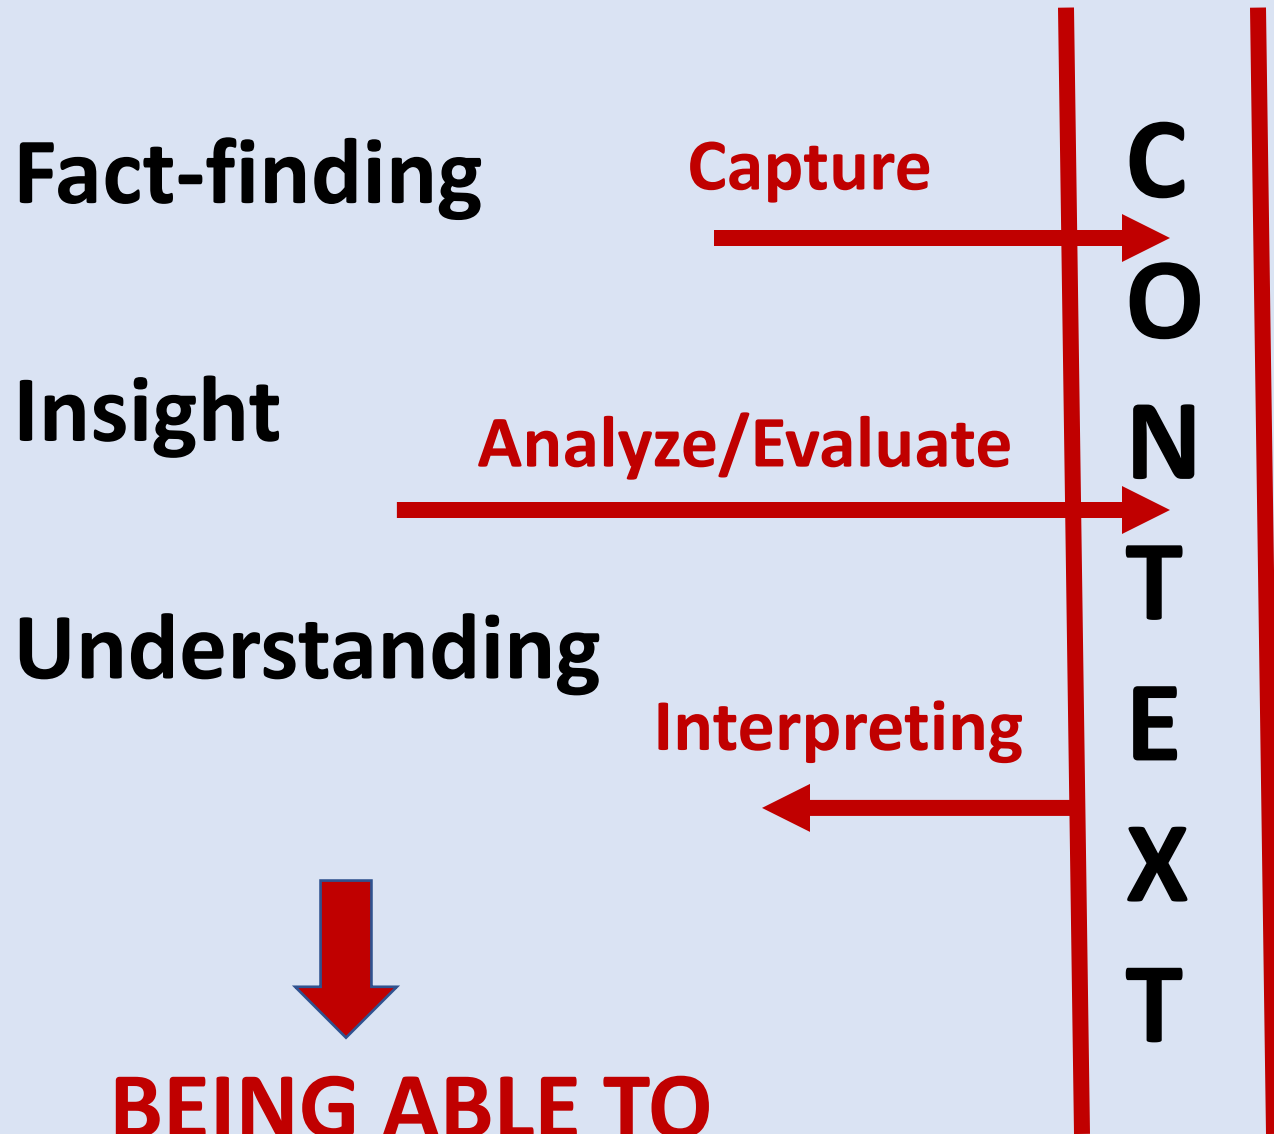 Fact-finding
Capture
Insight
Analyze/Evaluate
Understanding
Interpreting
BEING ABLE TO
C
O
N
T
E
X
T